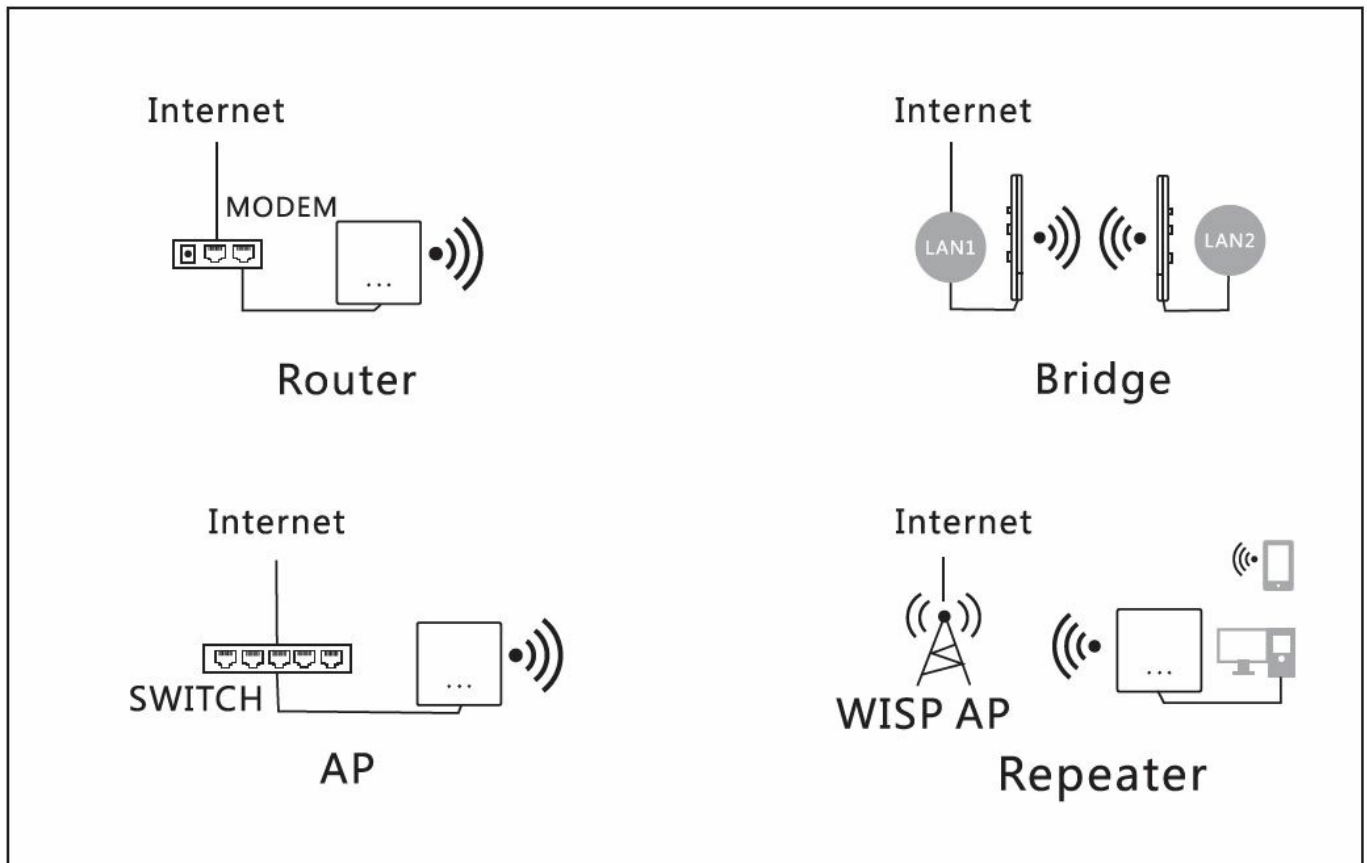 Internet
MODEM
Router
Internet
LAN1
LAN2
Bridge
Internet
SWITCH
AP
Internet
WISP AP
Repeater